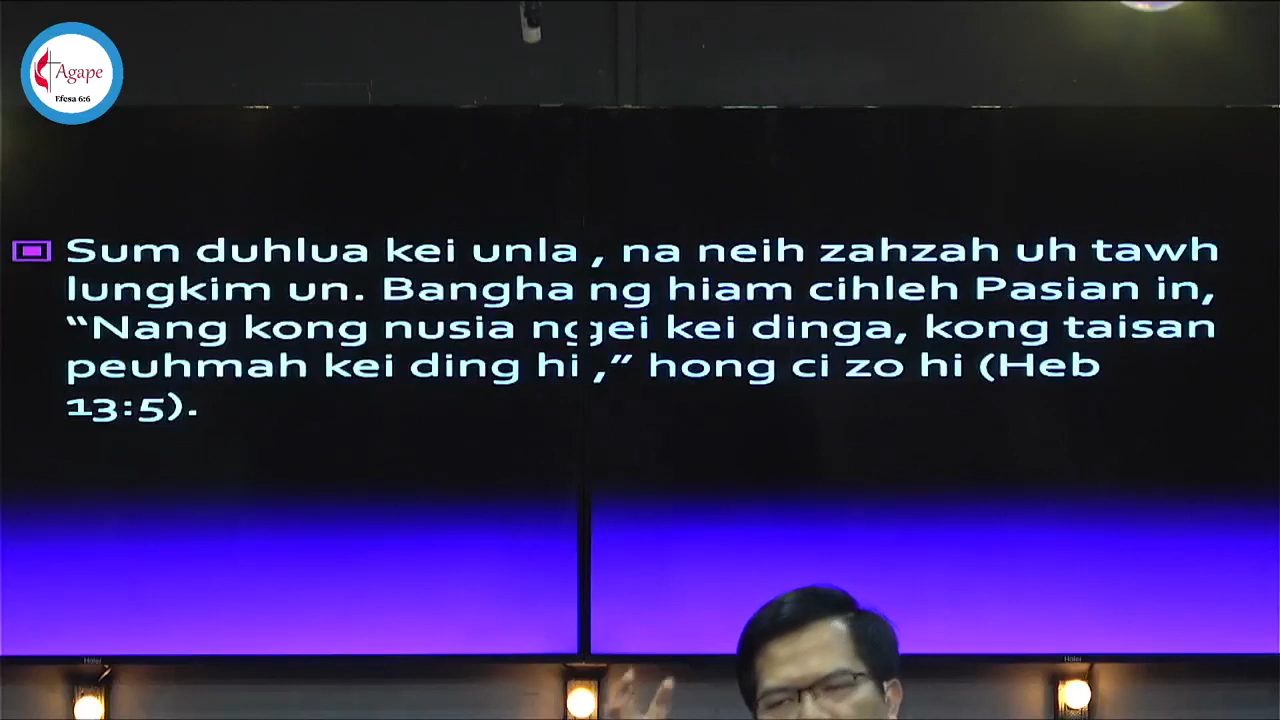 Agape
Efesa 6:6
Sum duhlua kei unla, na neih zahzah uh tawh
lungkim un. Banghang hiam cihleh Pasian in,
“Nang kong nusia ngei kei dinga, kong taisan
peuhmah kei ding hi,” hong ci zo hi (Heb
13:5).